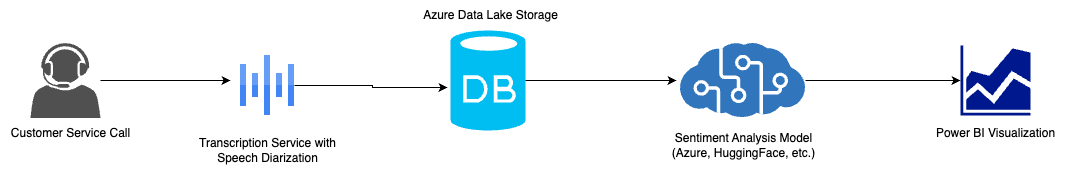 Azure Data Lake Storage
DB
Customer Service Call
Transcription Service with
Speech Diarization
Sentiment Analysis Model
(Azure, HuggingFace, etc.)
Power BI Visualization